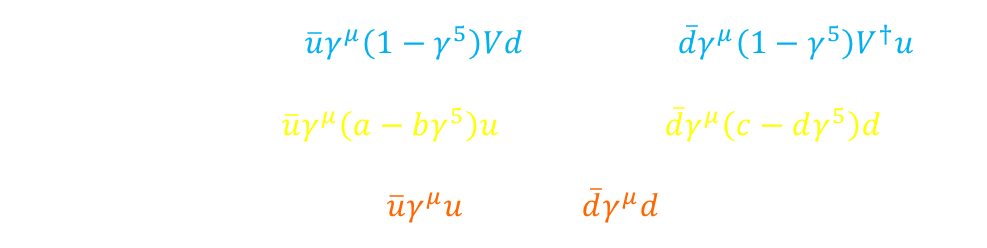 ūγ^μ(1 − γ^5)Vd d̄γ^μ(1 − γ^5)V^†u
ūγ^μ(a − bγ^5)u d̄γ^μ(c − dγ^5)d
ūγ^μu d̄γ^μd